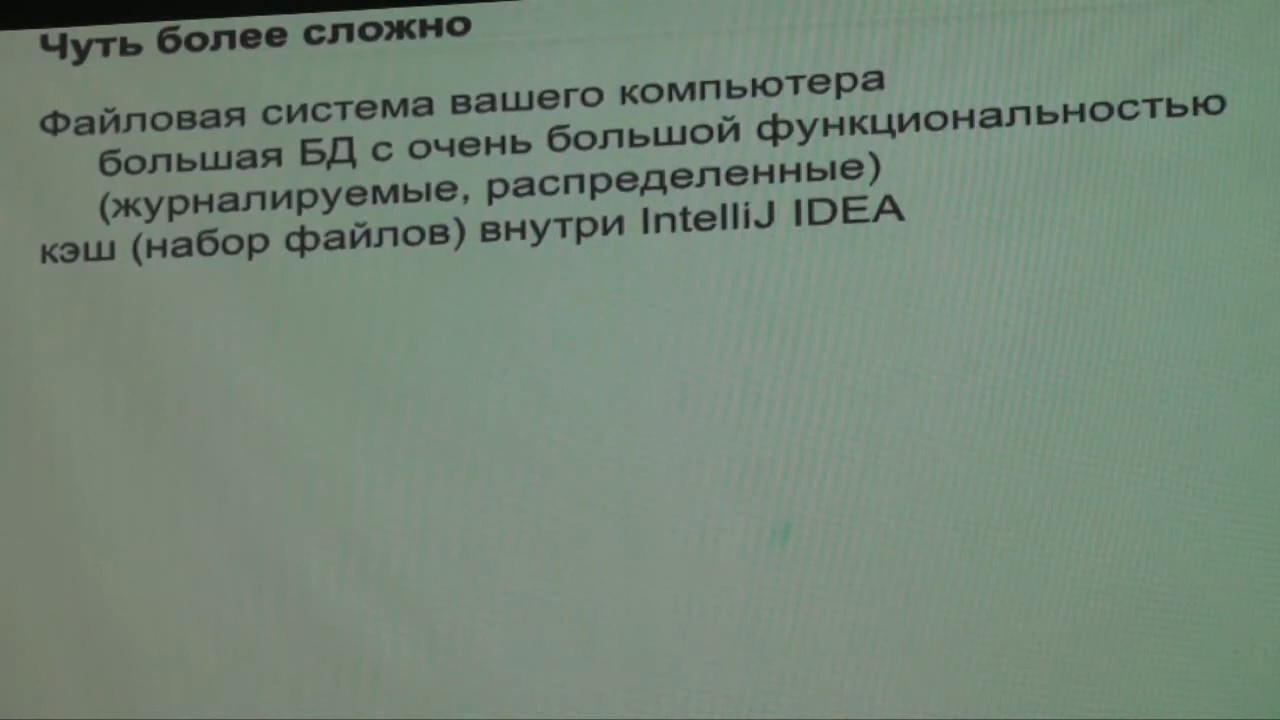 Чуть более сложно
Файловая система вашего компьютера
большая БД с очень большой функциональностью
(журналируемые, распределенные)
кэш (набор файлов) внутри IntelliJ IDEA